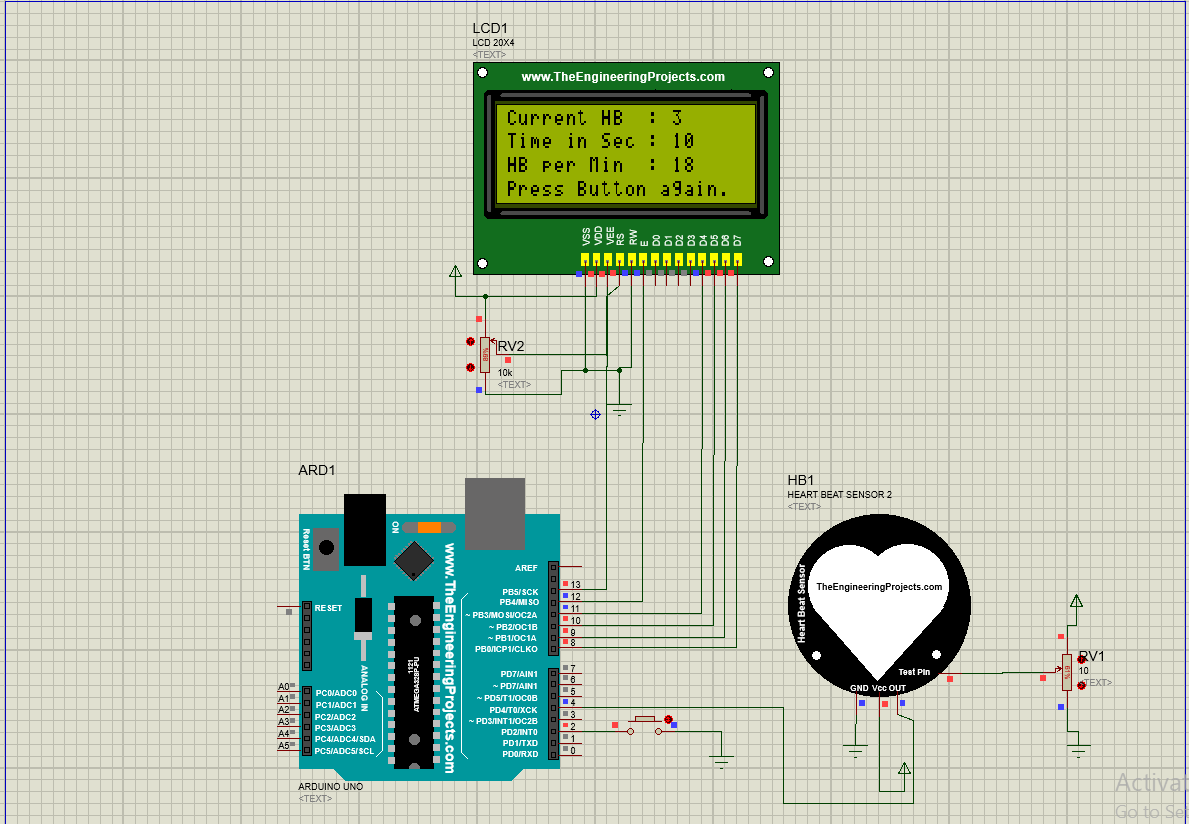 LCD1
LCD 20X4
<TEXT>
www.TheEngineeringProjects.com
Current HB : 3
Time in Sec : 10
HB per Min : 18
Press Button again.
VSS
VDD
VEE
RS
RW
E
D0
D1
D2
D3
D4
D5
D6
D7
RV2
10k
<TEXT>
ARD1
Reset BTN
ON
www.TheEngineeringProjects.com
RESET
AREF
PB5/SCK 13
PB4/MISO 12
~ PB3/MOSI/OC2A 11
~ PB2/OC1B 10
~ PB1/OC1A 9
PB0/ICP1/CLKO 8
PD7/AIN1 7
~ PD7/AIN1 6
~ PD5/T1/OC0B 5
PD4/T0/XCK 4
~ PD3/INT1/OC2B 3
PD2/INT0 2
PD1/TXD 1
PD0/RXD 0
A0 PC0/ADC0
A1 PC1/ADC1
A2 PC2/ADC2
A3 PC3/ADC3
A4 PC4/ADC4/SDA
A5 PC5/ADC5/SCL
ANALOG IN
1121
ATMEGA328P-PU
ARDUINO UNO
<TEXT>
HB1
HEART BEAT SENSOR 2
<TEXT>
Heart Beat Sensor
TheEngineeringProjects.com
Test Pin
GND Vcc OUT
RV1
10
<TEXT>
Activat
Go to Se